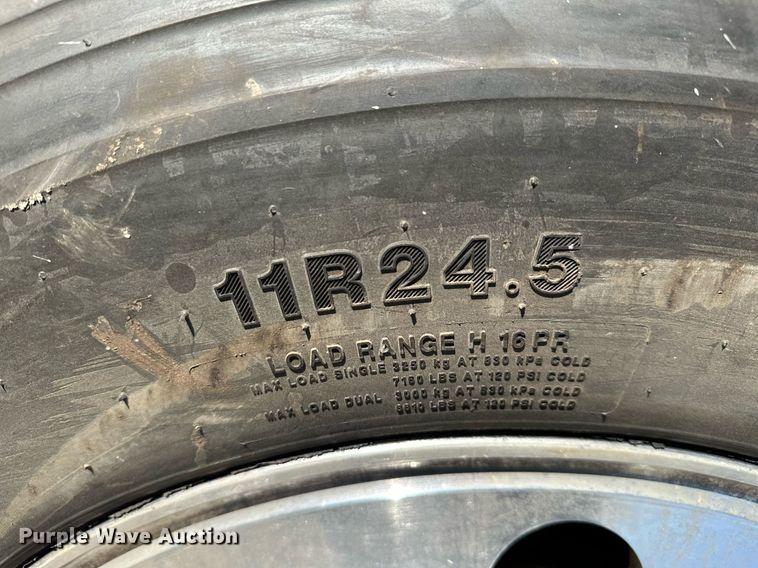 11R24.5
LOAD RANGE H 16 PR
MAX LOAD SINGLE 3250 kg AT 830 kPa COLD
7160 LBS AT 120 PSI COLD
MAX LOAD DUAL 3000 kg AT 830 kPa COLD
6610 LBS AT 120 PSI COLD
Purple Wave Auction